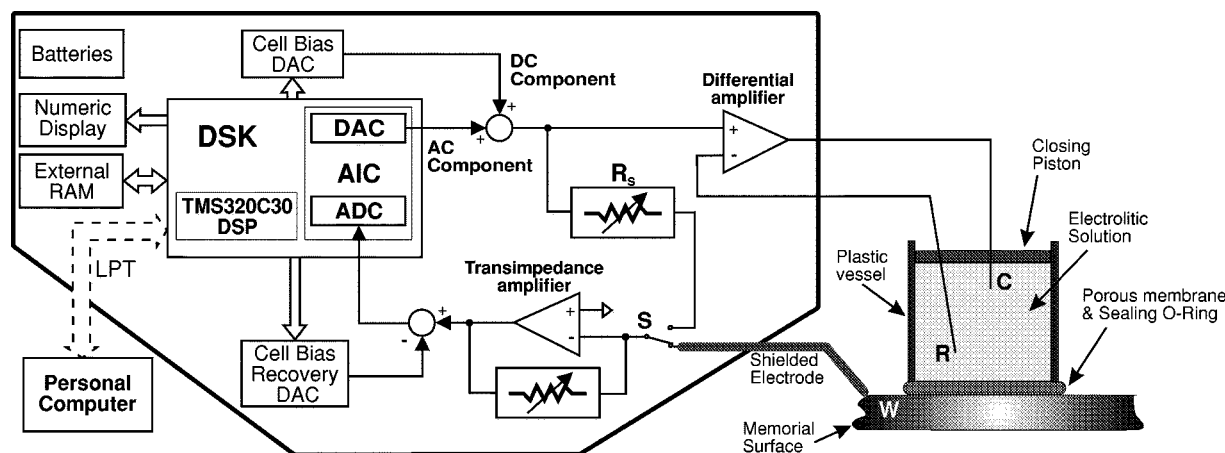 Batteries
Numeric
Display
External
RAM
LPT
Personal
Computer
Cell Bias
DAC
DSK
TMS320C30
DSP
DAC
AIC
ADC
DC
Component
+
+
AC
Component
Rs
Differential
amplifier
+
-
Transimpedance
amplifier
+
-
+
-
Cell Bias
Recovery
DAC
S
Shielded
Electrode
Closing
Piston
Electrolitic
Solution
Plastic
vessel
C
R
Porous membrane
& Sealing O-Ring
W
Memorial
Surface